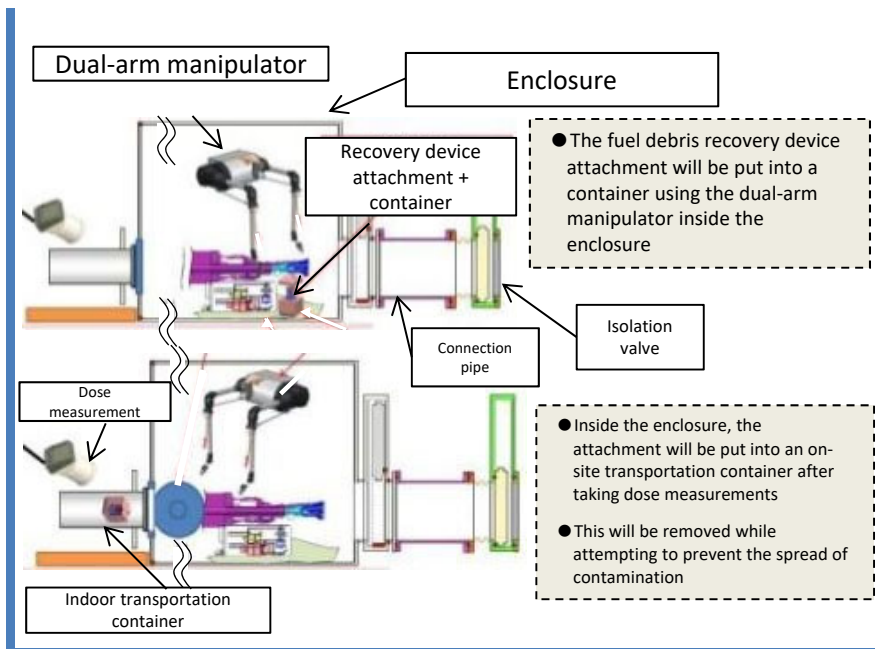 Dual-arm manipulator
Enclosure
Recovery device
attachment +
container
● The fuel debris recovery device
attachment will be put into a
container using the dual-arm
manipulator inside the
enclosure
Isolation
valve
Connection
pipe
Dose
measurement
● Inside the enclosure, the
attachment will be put into an on-
site transportation container after
taking dose measurements
● This will be removed while
attempting to prevent the spread of
contamination
Indoor transportation
container